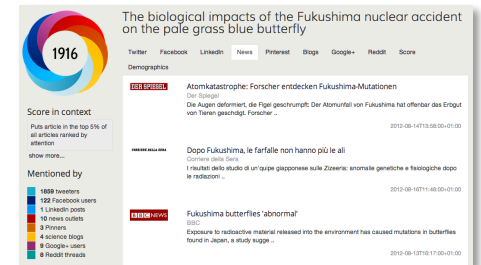 The biological impacts of the Fukushima nuclear accident
on the pale grass blue butterfly
1916
Twitter Facebook LinkedIn News Pinterest Blogs Google+ Reddit Score
Demographics
Score in context
Puts article in the top 5% of
all articles ranked by
attention
show more...
Mentioned by
1859 tweeters
122 Facebook users
1 LinkedIn posts
10 news outlets
3 Pinners
4 science blogs
9 Google+ users
8 Reddit threads
DER SPIEGEL
Atomkatastrophe: Forscher entdecken Fukushima-Mutationen
Der Spiegel
Die Augen deformiert, die Flgel geschrumpft: Der Atomunfall von Fukushima hat offenbar das Erbgut
von Tieren geschdigt. Forscher ..
2012-08-14T13:58:00+01:00
CORRIERE DELLA SERA
Dopo Fukushima, le farfalle non hanno più le ali
Corriere della Sera
I risultati dello studio di un'quipe giapponese sulle Zizeerie: anomalie genetiche e fisiologiche dopo
le radiazioni ..
2012-08-16T11:48:00+01:00
BBC NEWS
Fukushima butterflies 'abnormal'
BBC
Exposure to radioactive material released into the environment has caused mutations in butterflies
found in Japan, a study sugge ..
2012-08-13T16:17:00+01:00